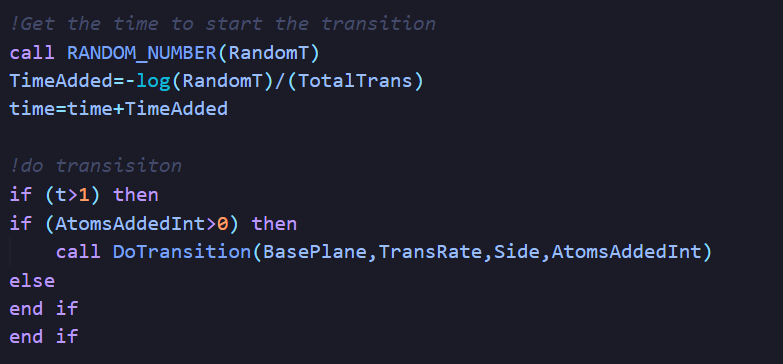 !Get the time to start the transition
call RANDOM_NUMBER(RandomT)
TimeAdded=-log(RandomT)/(TotalTrans)
time=time+TimeAdded
!do transisiton
if (t>1) then
if (AtomsAddedInt>0) then
call DoTransition(BasePlane,TransRate,Side,AtomsAddedInt)
else
end if
end if